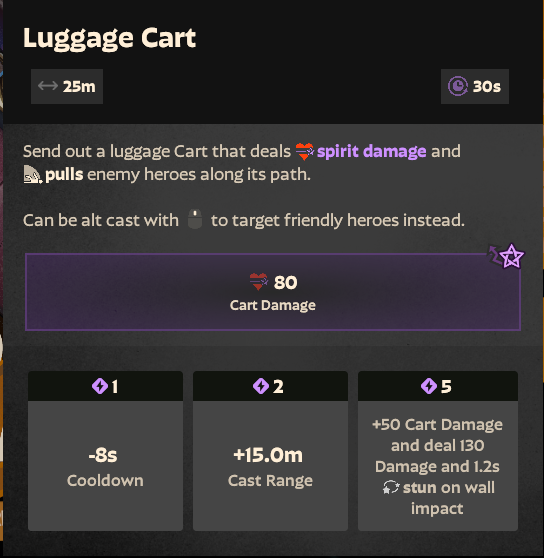 Luggage Cart
25m
30s
Send out a luggage Cart that deals spirit damage and
pulls enemy heroes along its path.
Can be alt cast with to target friendly heroes instead.
80
Cart Damage
1
-8s
Cooldown
2
+15.0m
Cast Range
5
+50 Cart Damage
and deal 130
Damage and 1.2s
stun on wall
impact